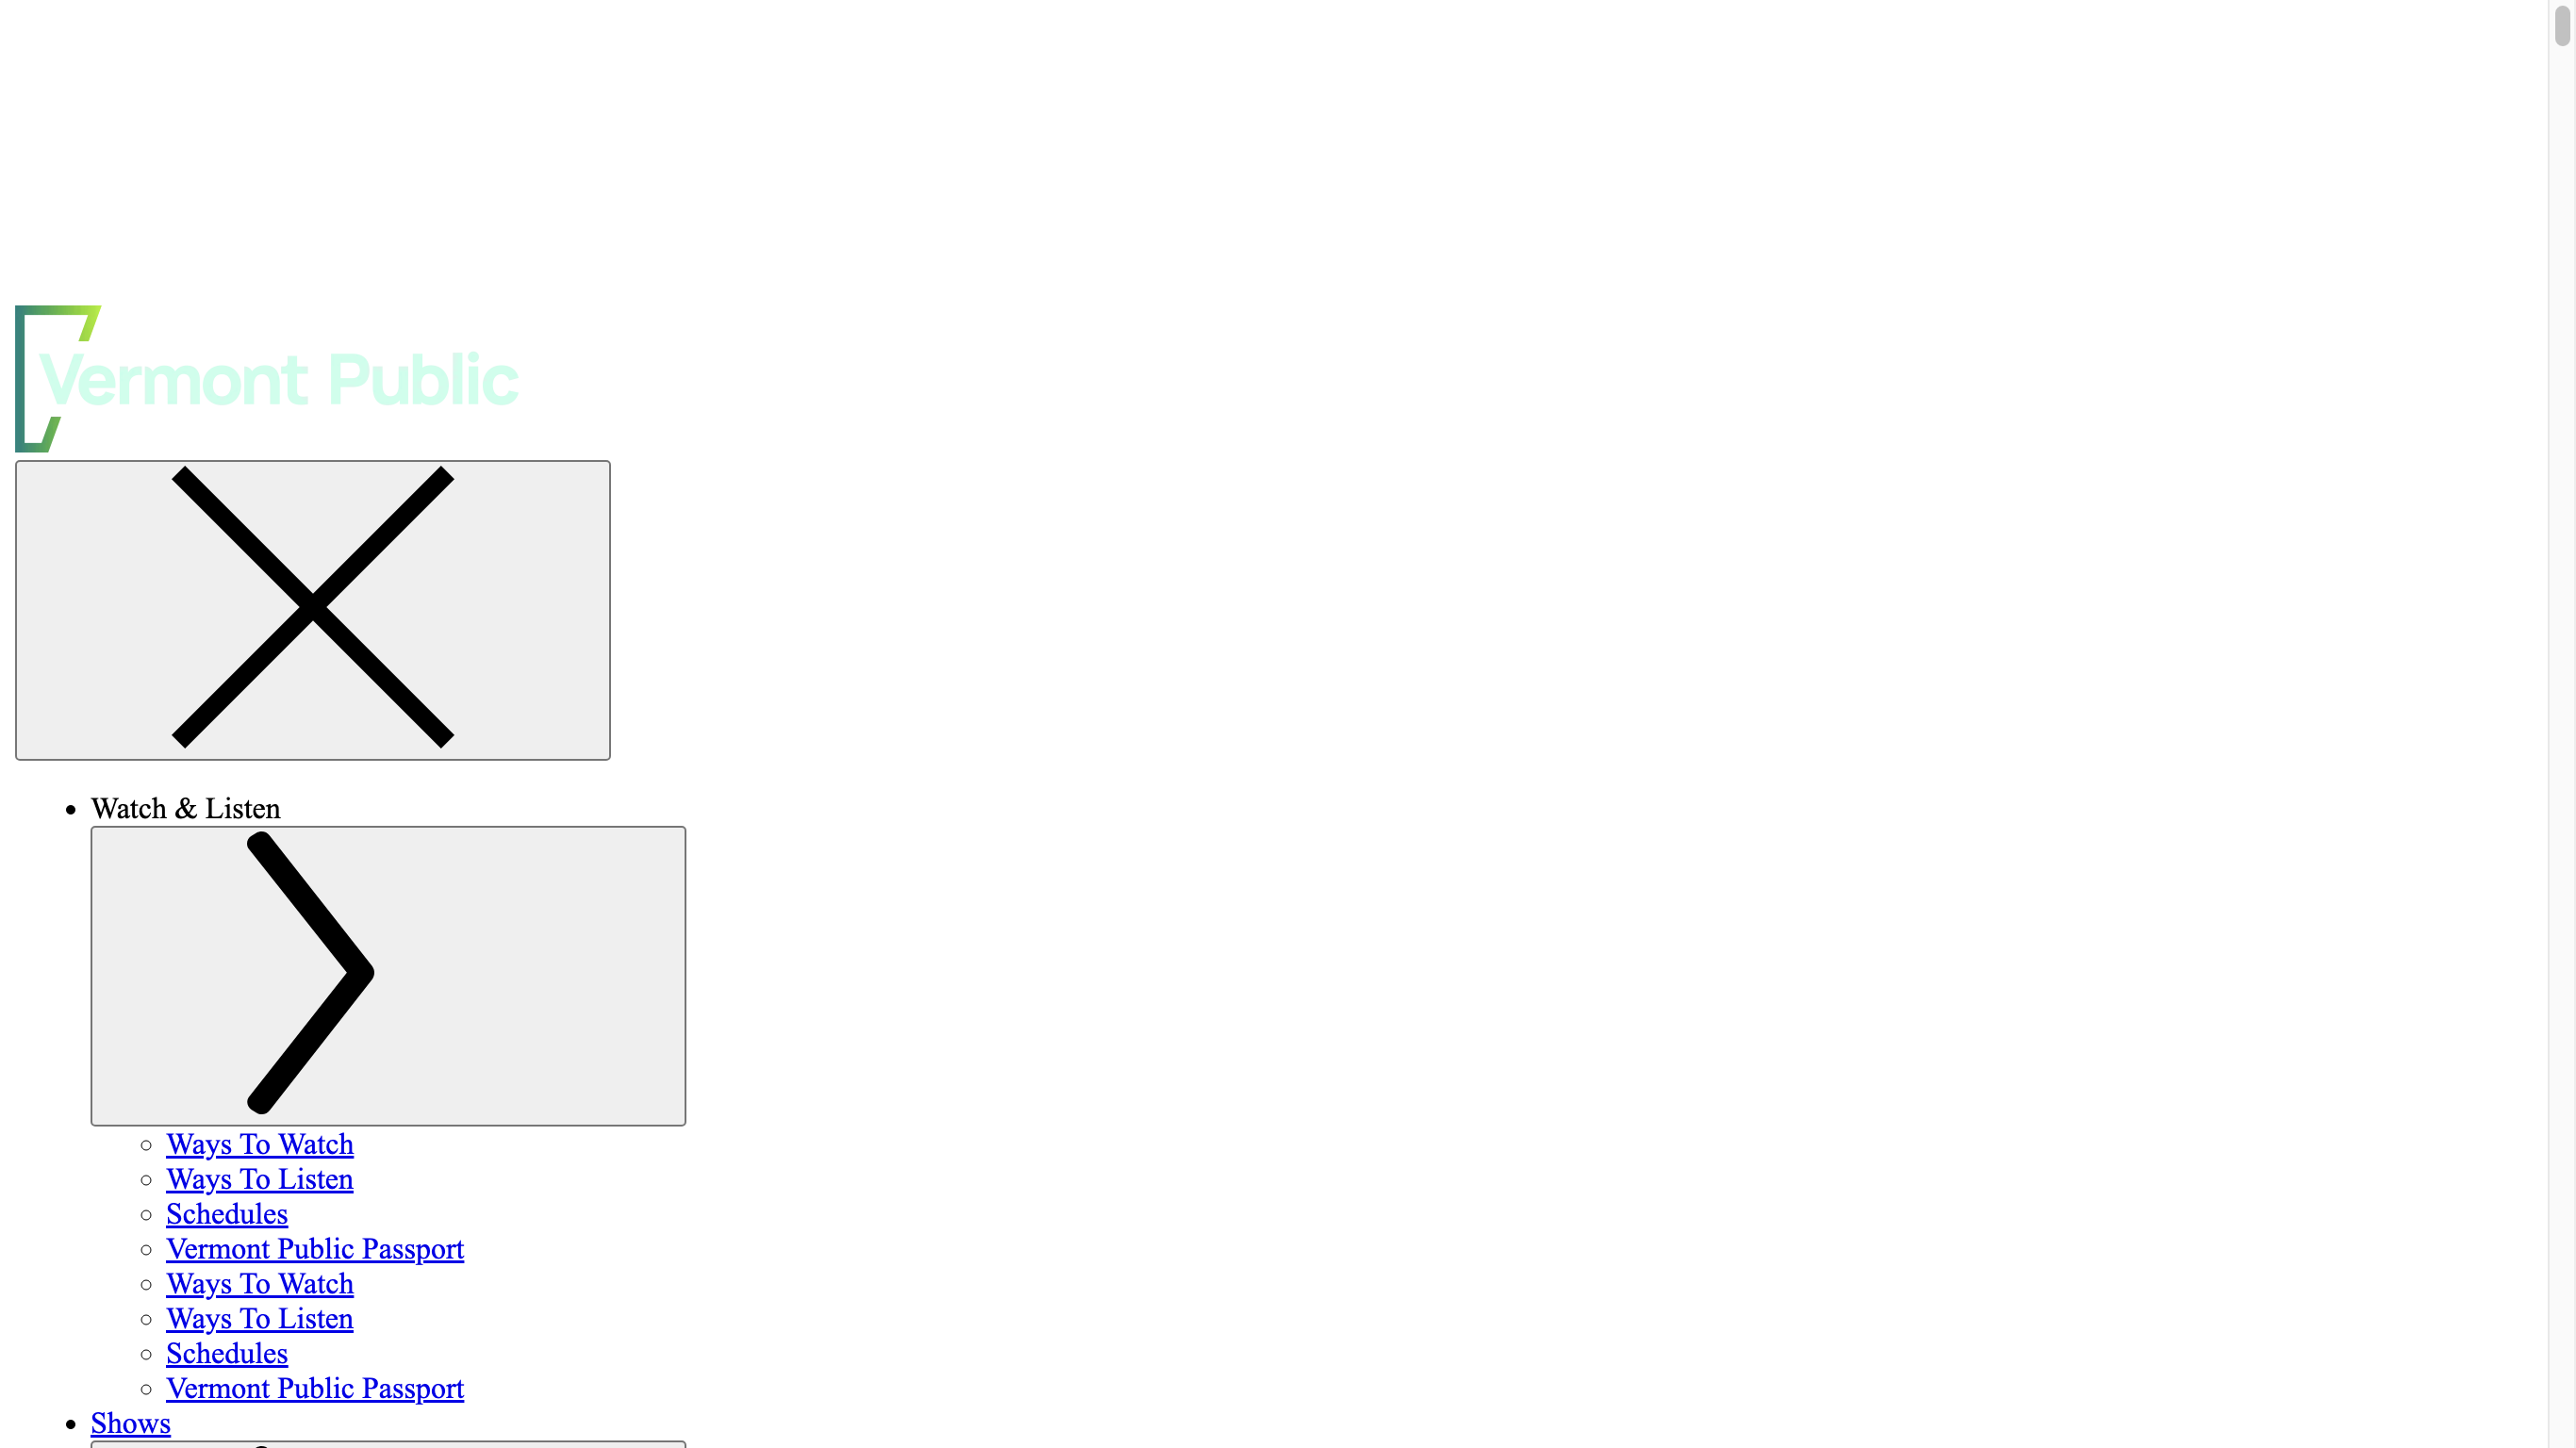 Vermont Public
Watch & Listen
Ways To Watch
Ways To Listen
Schedules
Vermont Public Passport
Ways To Watch
Ways To Listen
Schedules
Vermont Public Passport
Shows